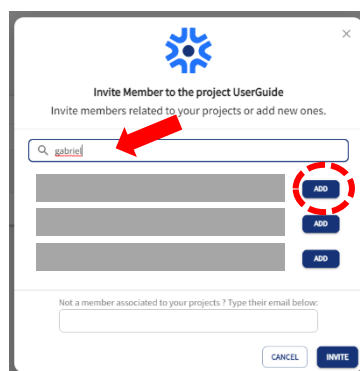 Invite Member to the project UserGuide
Invite members related to your projects or add new ones.
gabriel
ADD
ADD
ADD
Not a member associated to your projects ? Type their email below:
CANCEL INVITE